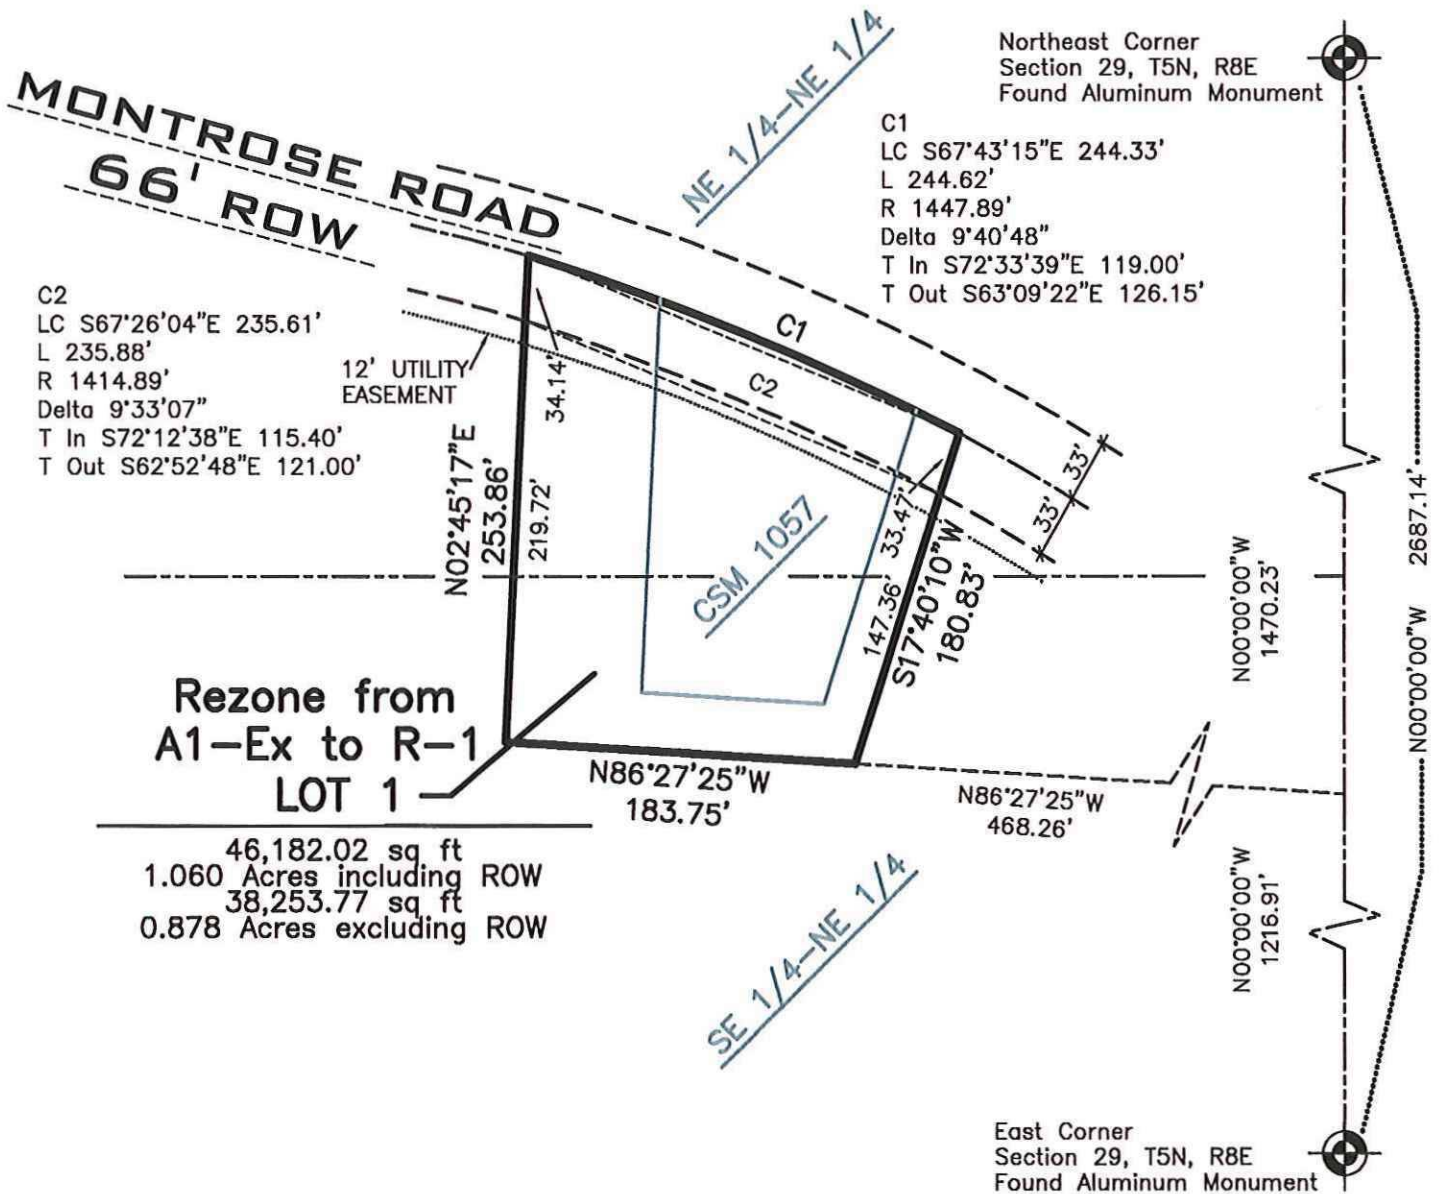 Northeast Corner
Section 29, T5N, R8E
Found Aluminum Monument
MONTROSE ROAD
66' ROW
NE 1/4-NE 1/4
C1
LC S67°43'15"E 244.33'
L 244.62'
R 1447.89'
Delta 9°40'48"
T In S72°33'39"E 119.00'
T Out S63°09'22"E 126.15'
C2
LC S67°26'04"E 235.61'
L 235.88'
R 1414.89'
Delta 9°33'07"
T In S72°12'38"E 115.40'
T Out S62°52'48"E 121.00'
12' UTILITY
EASEMENT
C1
C2
34.14'
33'
33'
N02°45'17"E
253.86'
219.72'
CSM 1057
33.47'
147.36'
S17°40'10"W
180.83'
N00°00'00"W
1470.23'
2687.14'
N00°00'00"W
Rezone from
A1-Ex to R-1
LOT 1
46,182.02 sq ft
1.060 Acres including ROW
38,253.77 sq ft
0.878 Acres excluding ROW
N86°27'25"W
183.75'
N86°27'25"W
468.26'
N00°00'00"W
1216.91'
SE 1/4-NE 1/4
East Corner
Section 29, T5N, R8E
Found Aluminum Monument